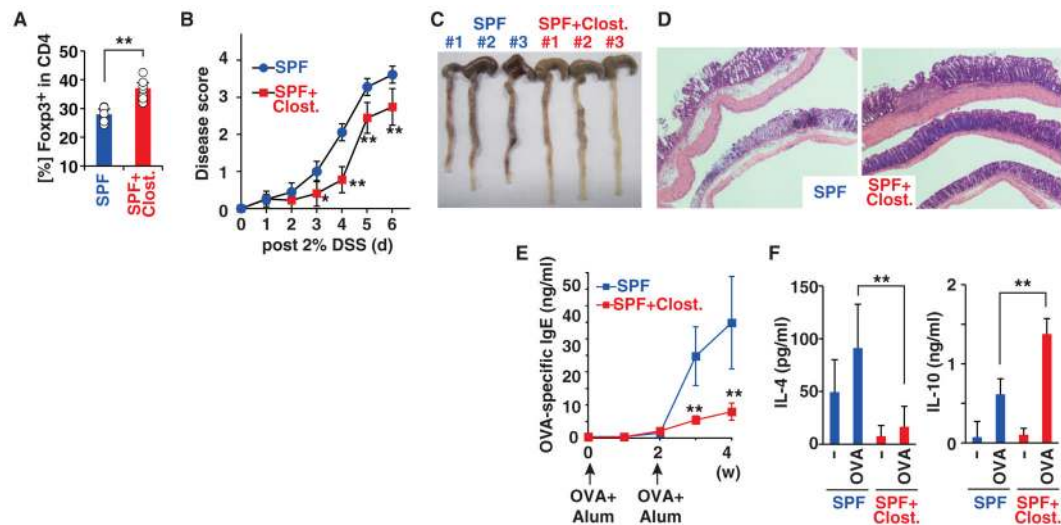 A
**
[%] Foxp3+ in CD4
50
40
30
20
10
SPF
SPF+
Clost.
B
Disease score
4
3
2
1
0
SPF
SPF+
Clost.
*
**
**
**
0 1 2 3 4 5 6
post 2% DSS (d)
C
SPF SPF+Clost.
#1 #2 #3 #1 #2 #3
D
SPF
SPF+
Clost.
E
OVA-specific IgE (ng/ml)
SPF
SPF+Clost.
50
40
30
20
10
0
**
**
0 2 4
(w)
OVA+
Alum
OVA+
Alum
F
**
IL-4 (pg/ml)
150
100
50
0
- OVA - OVA
SPF SPF+
Clost.
**
IL-10 (ng/ml)
2
1
0
- OVA - OVA
SPF SPF+
Clost.